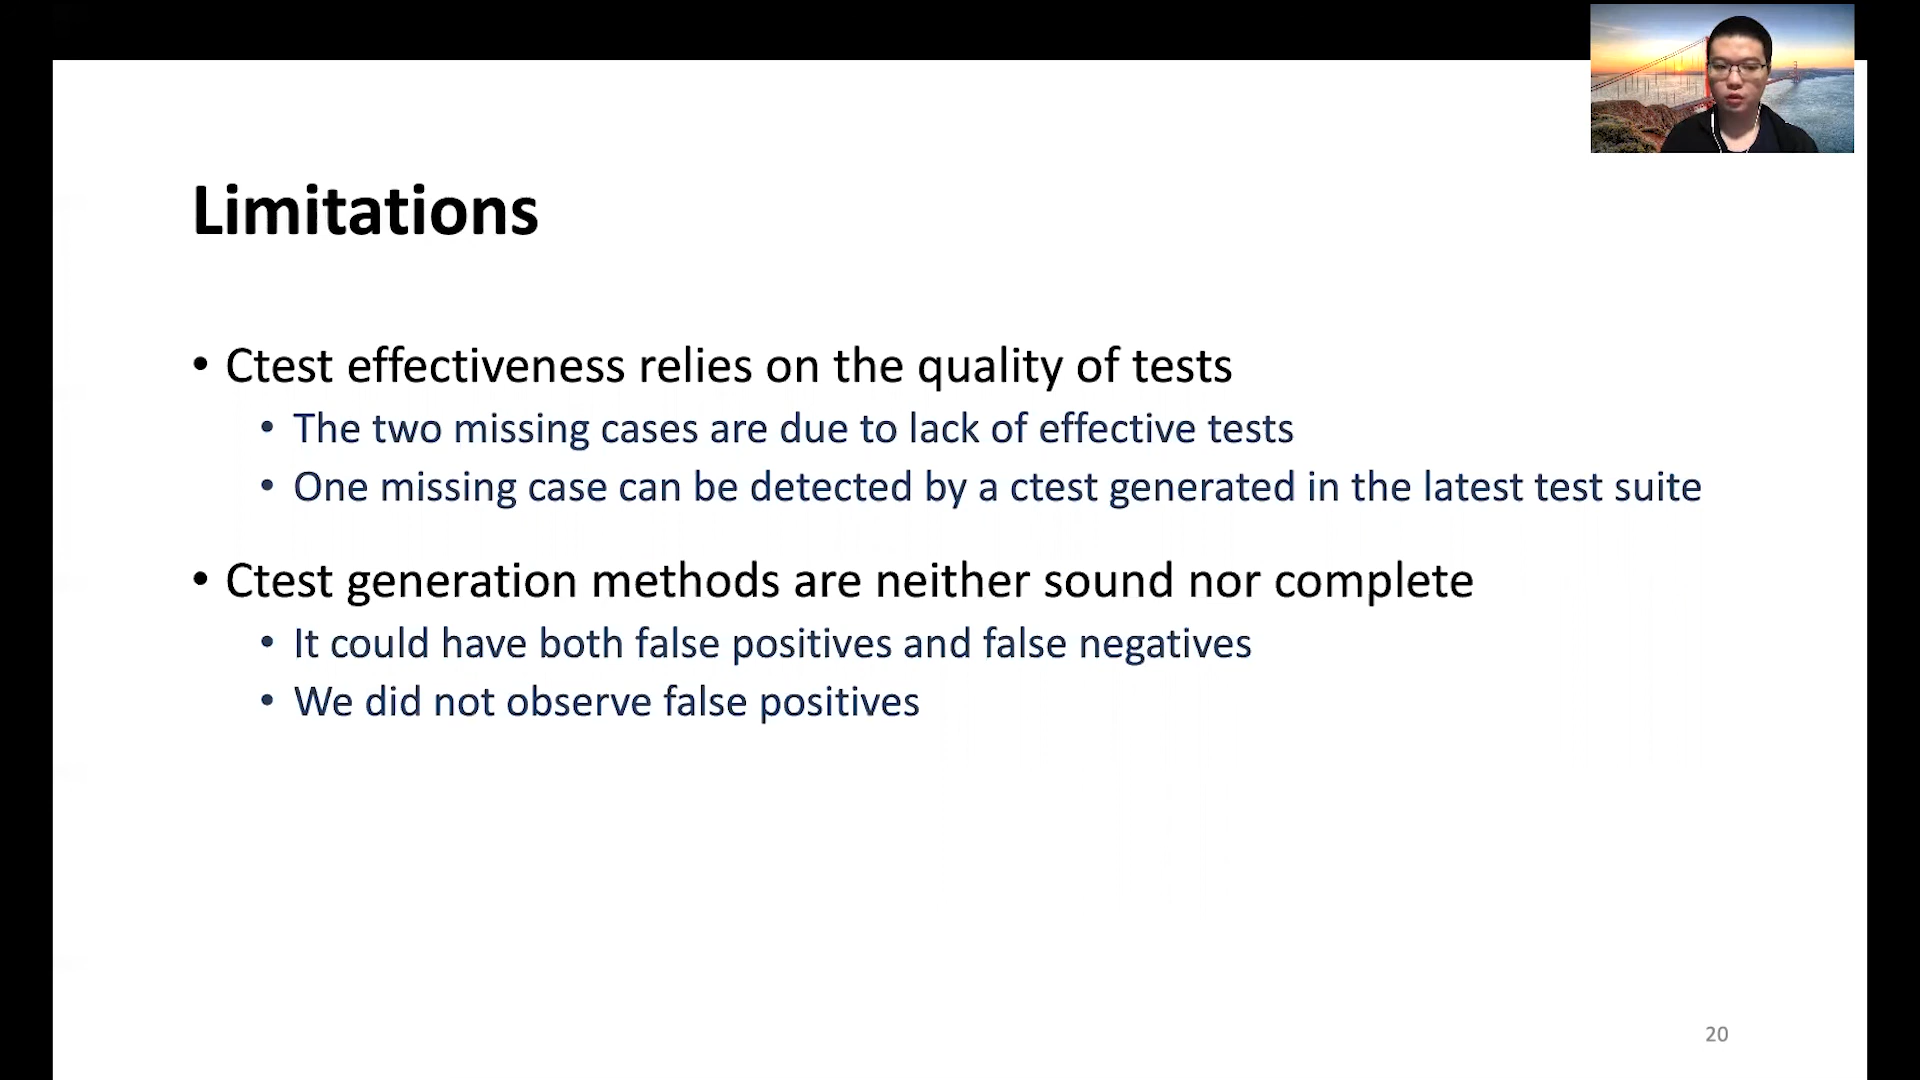 Limitations
• Ctest effectiveness relies on the quality of tests
• The two missing cases are due to lack of effective tests
• One missing case can be detected by a ctest generated in the latest test suite
• Ctest generation methods are neither sound nor complete
• It could have both false positives and false negatives
• We did not observe false positives
20